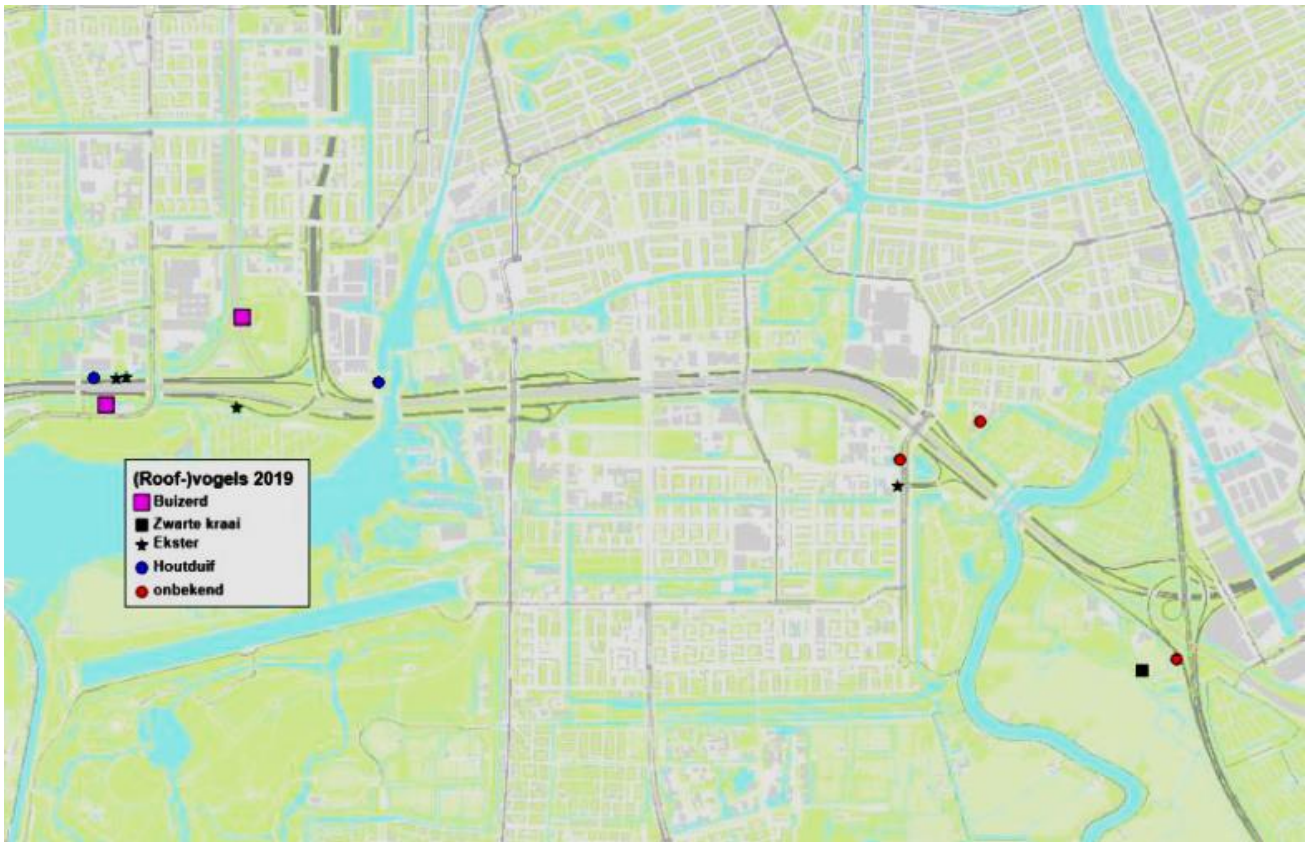 (Roof-)vogels 2019
Buizerd
Zwarte kraai
Ekster
Houtduif
onbekend